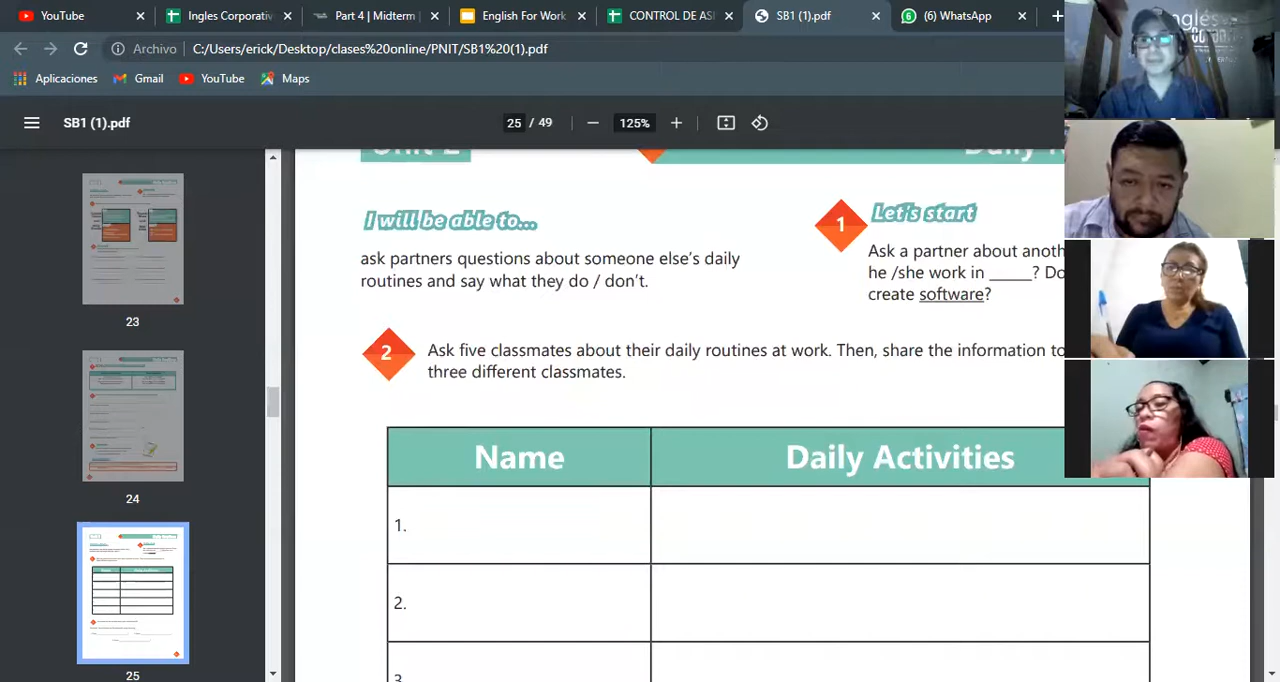 YouTube
Ingles Corporativ
Part 4 | Midterm
English For Work
CONTROL DE ASI
SB1 (1).pdf
(6) WhatsApp
Archivo
C:/Users/erick/Desktop/clases%20online/PNIT/SB1%20(1).pdf
Aplicaciones
Gmail
YouTube
Maps
SB1 (1).pdf
25 / 49
125%
23
24
25
I will be able to...
ask partners questions about someone else's daily
routines and say what they do / don't.
1
Let's start
Ask a partner about anoth
he /she work in _____? Do
create software?
2
Ask five classmates about their daily routines at work. Then, share the information to
three different classmates.
Name
Daily Activities
1.
2.
3.